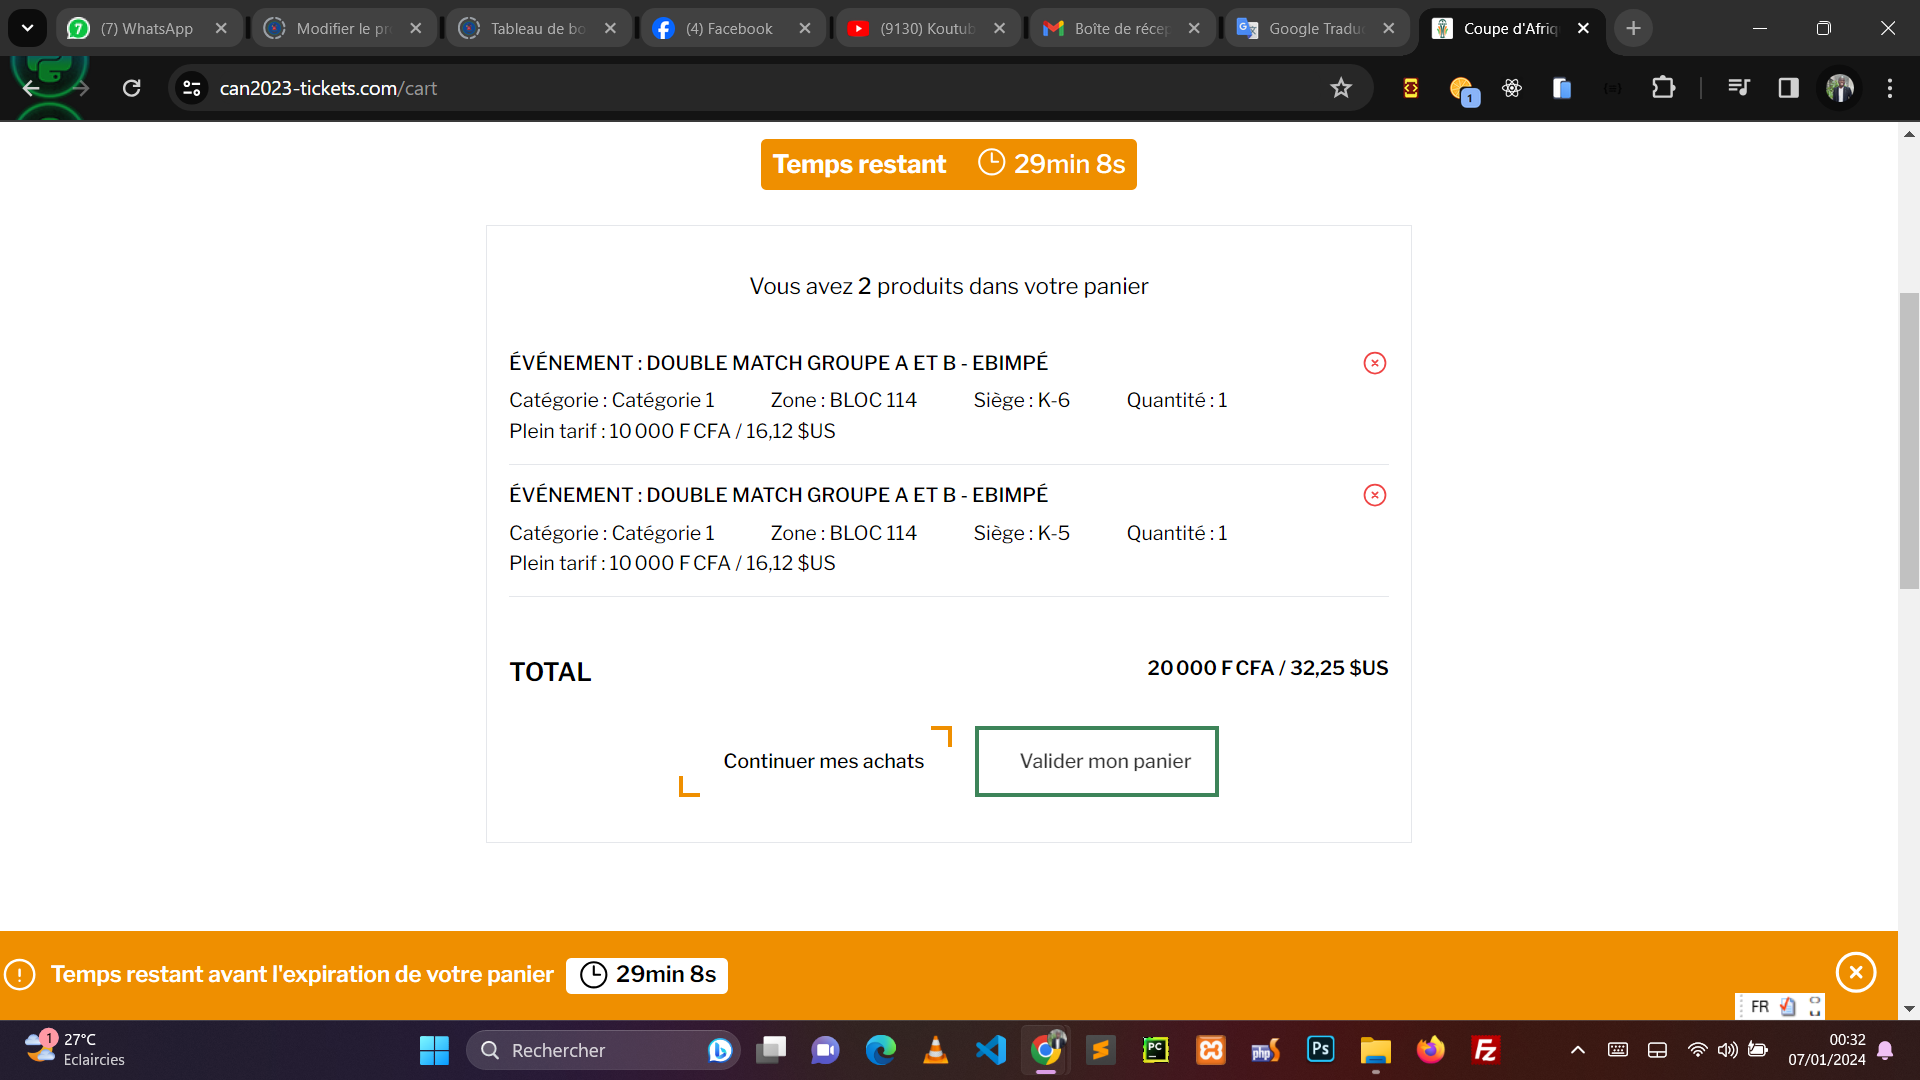 (7) WhatsApp
Modifier le pr
Tableau de bo
(4) Facebook
(9130) Koutub
Boîte de récep
Google Tradu
Coupe d'Afriq
can2023-tickets.com/cart
1
Temps restant 29min 8s
Vous avez 2 produits dans votre panier
ÉVÉNEMENT : DOUBLE MATCH GROUPE A ET B - EBIMPÉ
Catégorie : Catégorie 1 Zone : BLOC 114 Siège : K-6 Quantité : 1
Plein tarif : 10 000 F CFA / 16,12 $US
ÉVÉNEMENT : DOUBLE MATCH GROUPE A ET B - EBIMPÉ
Catégorie : Catégorie 1 Zone : BLOC 114 Siège : K-5 Quantité : 1
Plein tarif : 10 000 F CFA / 16,12 $US
TOTAL 20 000 F CFA / 32,25 $US
Continuer mes achats Valider mon panier
Temps restant avant l'expiration de votre panier 29min 8s
FR
1
27°C
Eclaircies
Rechercher
PC
php
Ps
Fz
00:32
07/01/2024